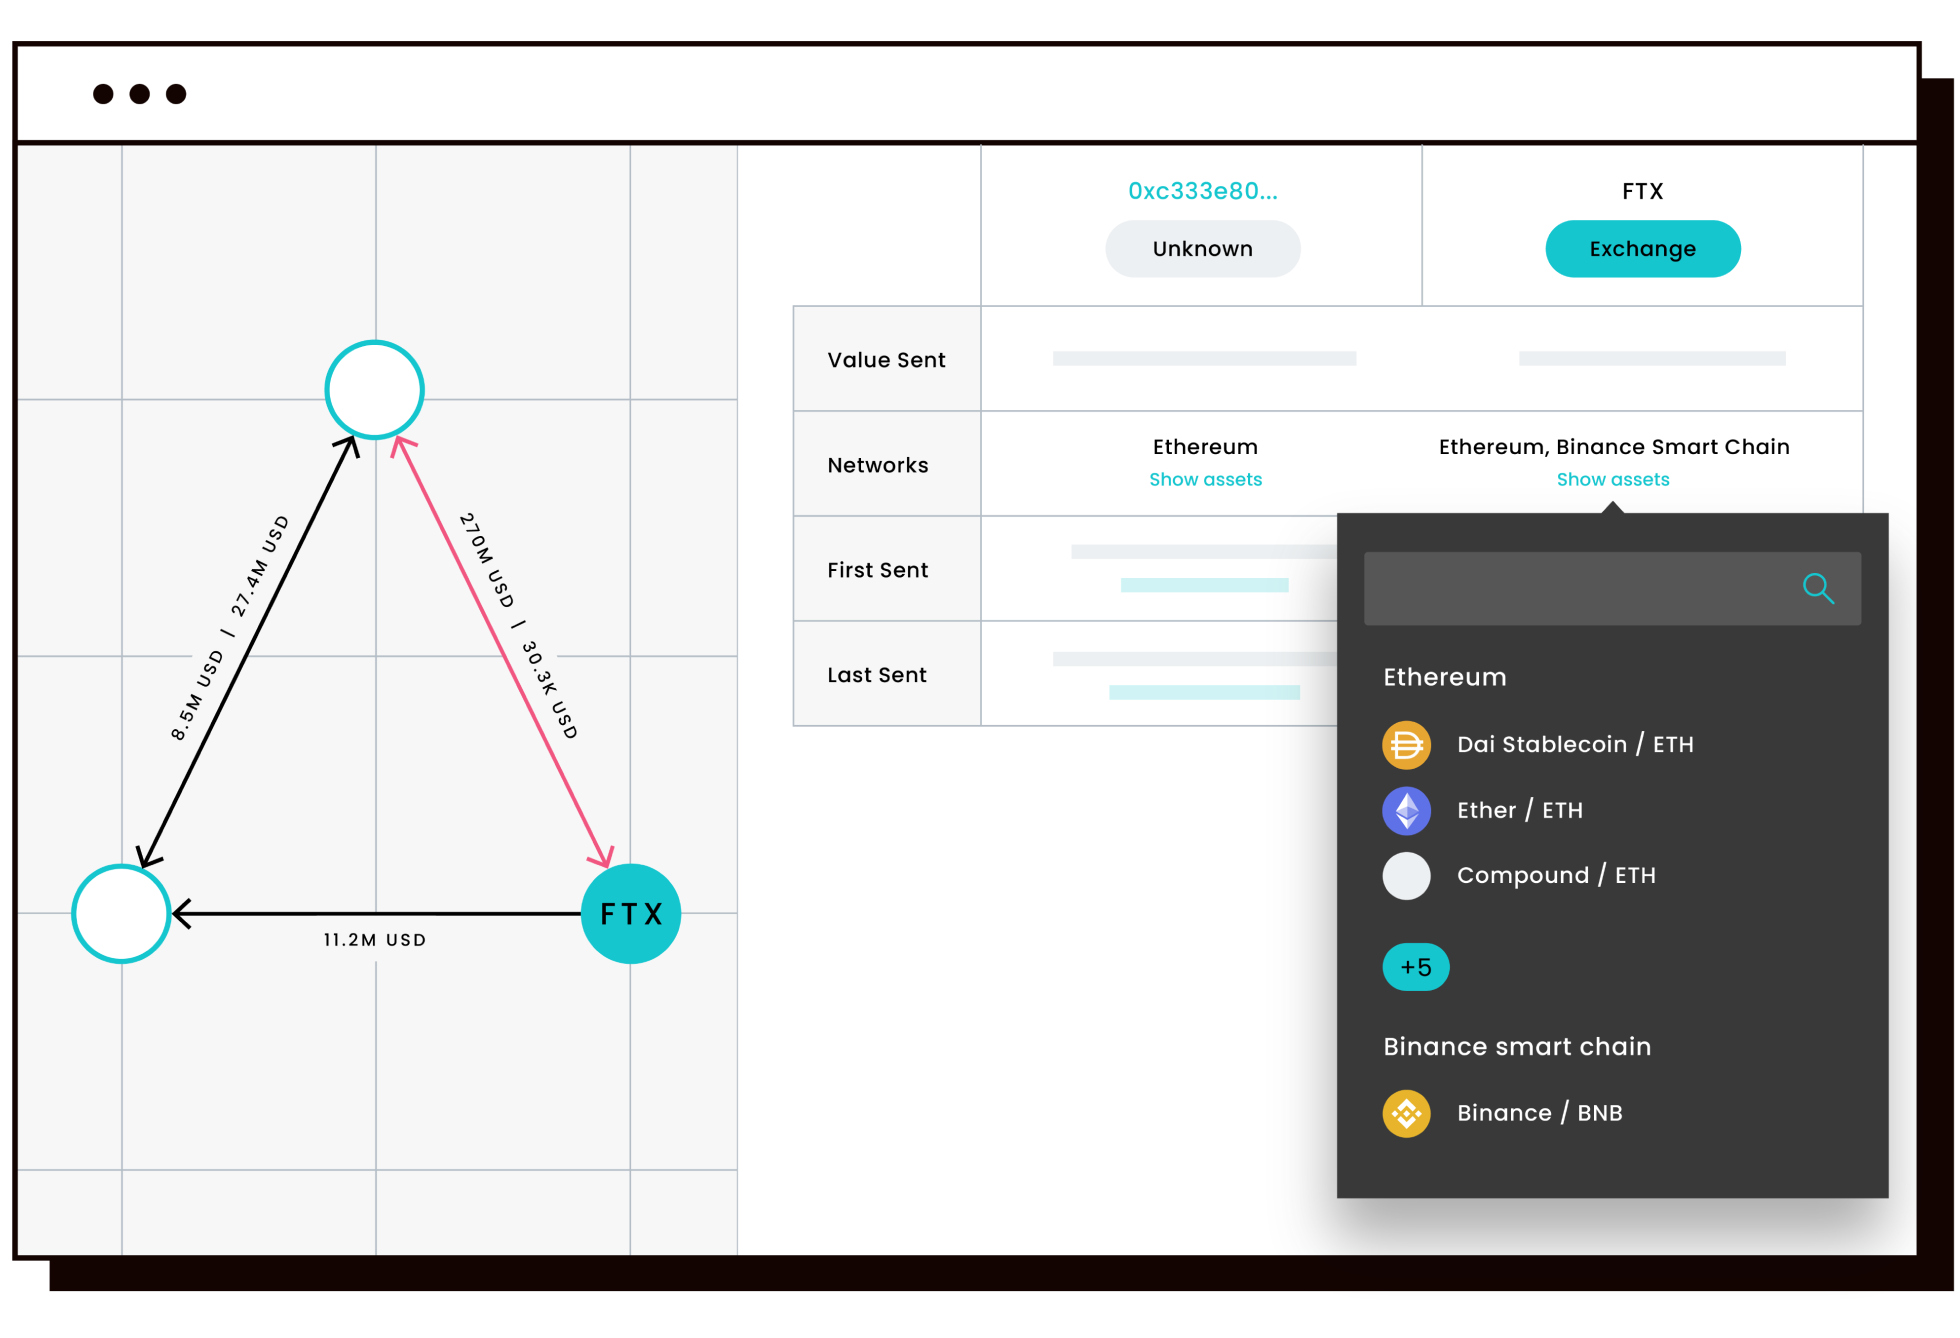 0xc333e80...
Unknown
FTX
Exchange
Value Sent
Networks
Ethereum
Show assets
Ethereum, Binance Smart Chain
Show assets
First Sent
Last Sent
8.5M USD | 27.4M USD
270M USD | 30.3K USD
FTX
11.2M USD
Ethereum
Dai Stablecoin / ETH
Ether / ETH
Compound / ETH
+5
Binance smart chain
Binance / BNB